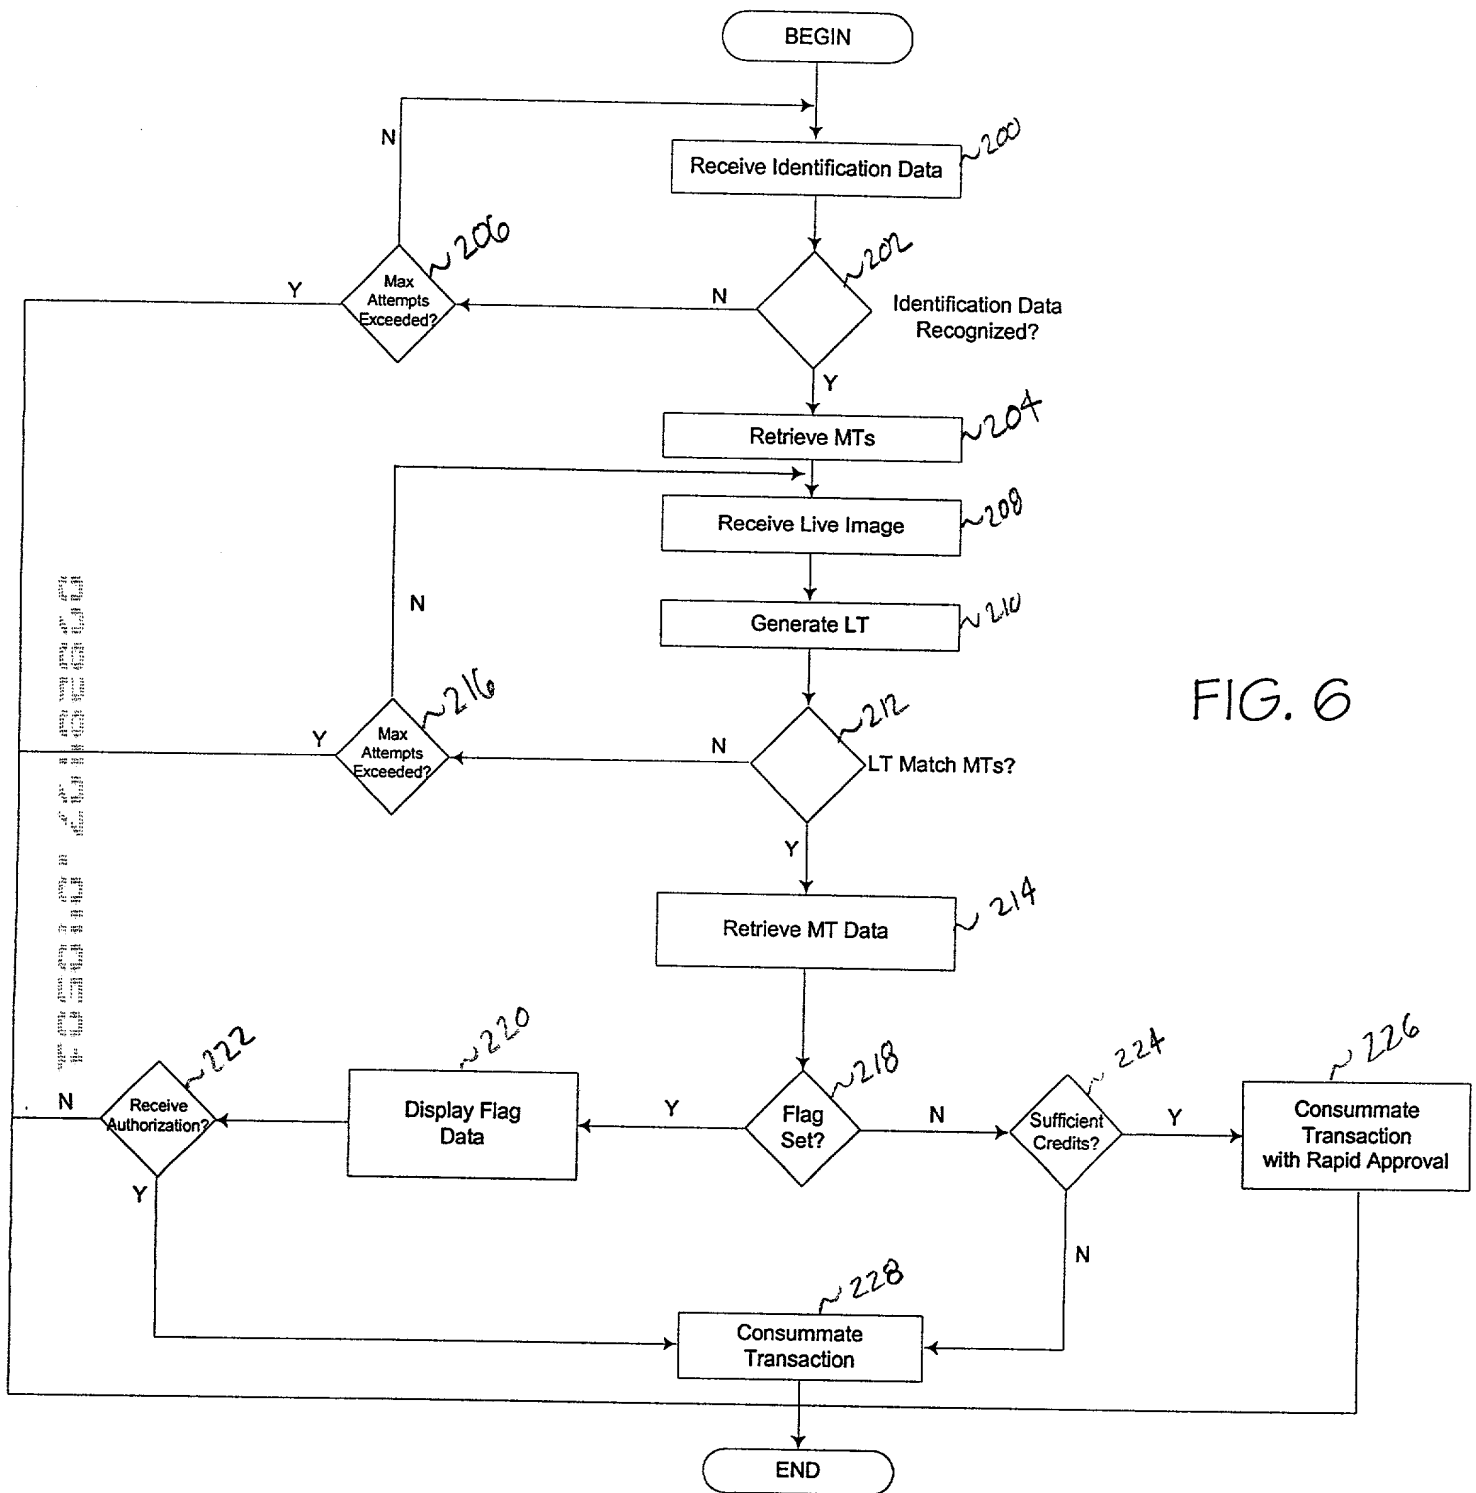 BEGIN
N
Receive Identification Data
200
206
202
Max
Attempts
Exceeded?
Y
N
Identification Data
Recognized?
Y
Retrieve MTs
204
Receive Live Image
208
N
Generate LT
210
216
212
FIG. 6
Max
Attempts
Exceeded?
Y
N
LT Match MTs?
Y
Retrieve MT Data
214
222
220
218
224
226
N
Receive
Authorization?
Display Flag
Data
Y
Flag
Set?
N
Sufficient
Credits?
Y
Consummate
Transaction
with Rapid Approval
Y
N
228
Consummate
Transaction
END